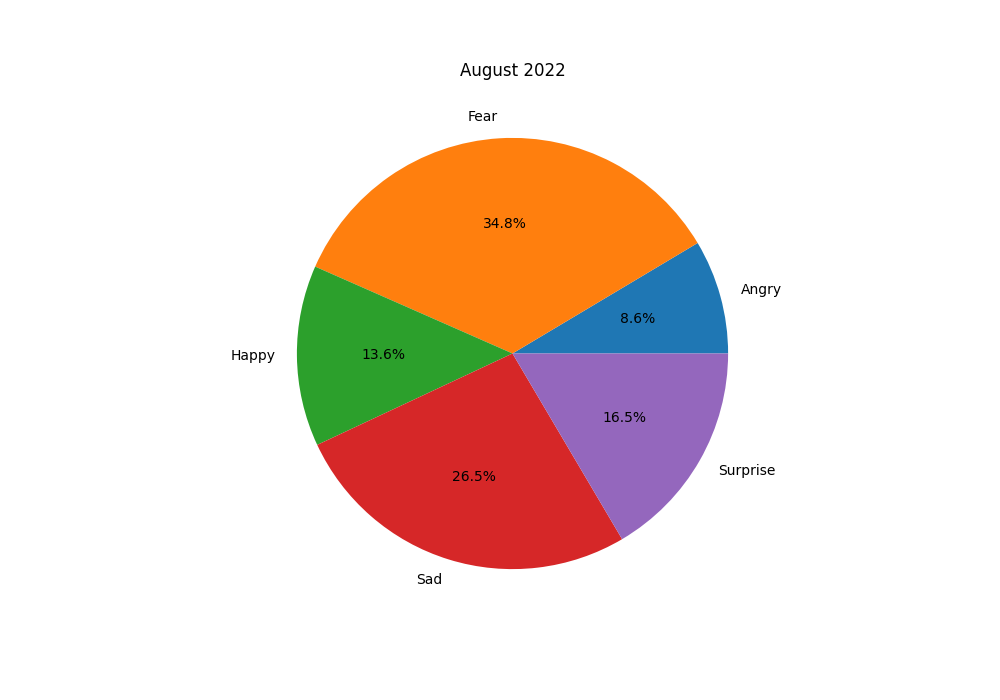 August 2022
Fear
34.8%
Angry
8.6%
Happy
13.6%
16.5%
Surprise
26.5%
Sad